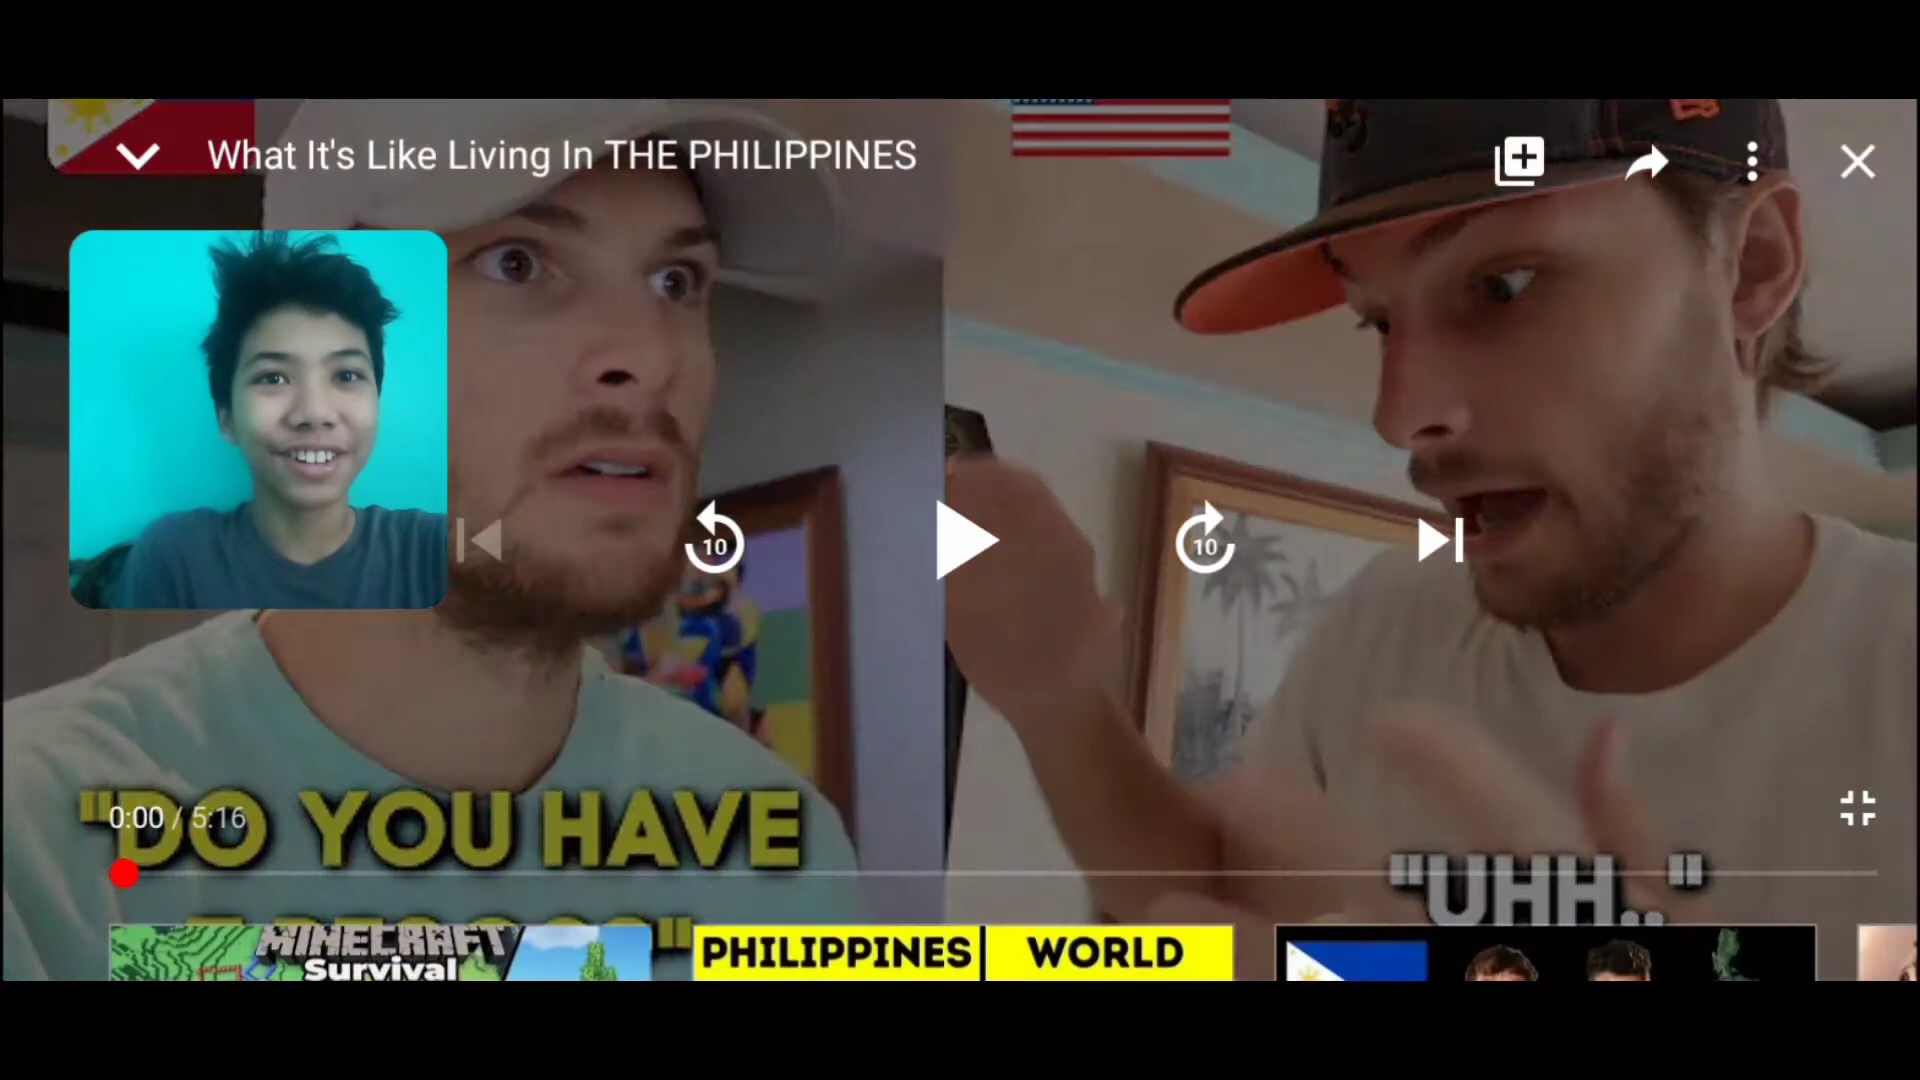 What It's Like Living In THE PHILIPPINES
10
10
"DO YOU HAVE
0:00 / 5:16
"UHH.."
MINECRAFT
Survival
PHILIPPINES WORLD